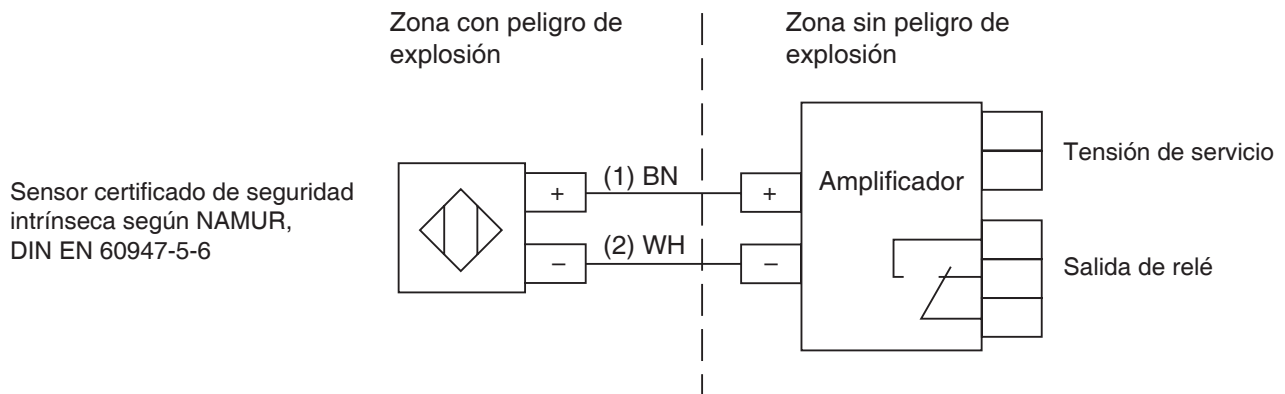 Zona con peligro de
explosión
Zona sin peligro de
explosión
Sensor certificado de seguridad
intrínseca según NAMUR,
DIN EN 60947-5-6
+
(1) BN
+
−
(2) WH
−
Amplificador
Tensión de servicio
Salida de relé